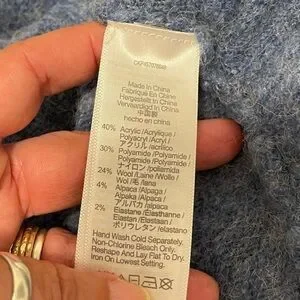 Made in China
Fabriqué En Chine
Hergestellt In China
Vervaardigd In China
中国製
hecho en china
40% Acrylic/Acrylique/
Polyacryl/Acryl/
アクリル/acrílico
30% Polyamide/Polyamide/
Polyamid/Polyamide/
ナイロン/poliamida
24% Wool/Laine/Wolle/
Wol/毛/lana
4% Alpaca/Alpaga/
Alpaka/Alpaca/
アルパカ/alpaca
2% Elastane/Elasthanne/
Elastan/Elastaan/
ポリウレタン/elastano
Hand Wash Cold Separately.
Non-Chlorine Bleach Only.
Reshape And Lay Flat To Dry.
Iron On Lowest Setting.